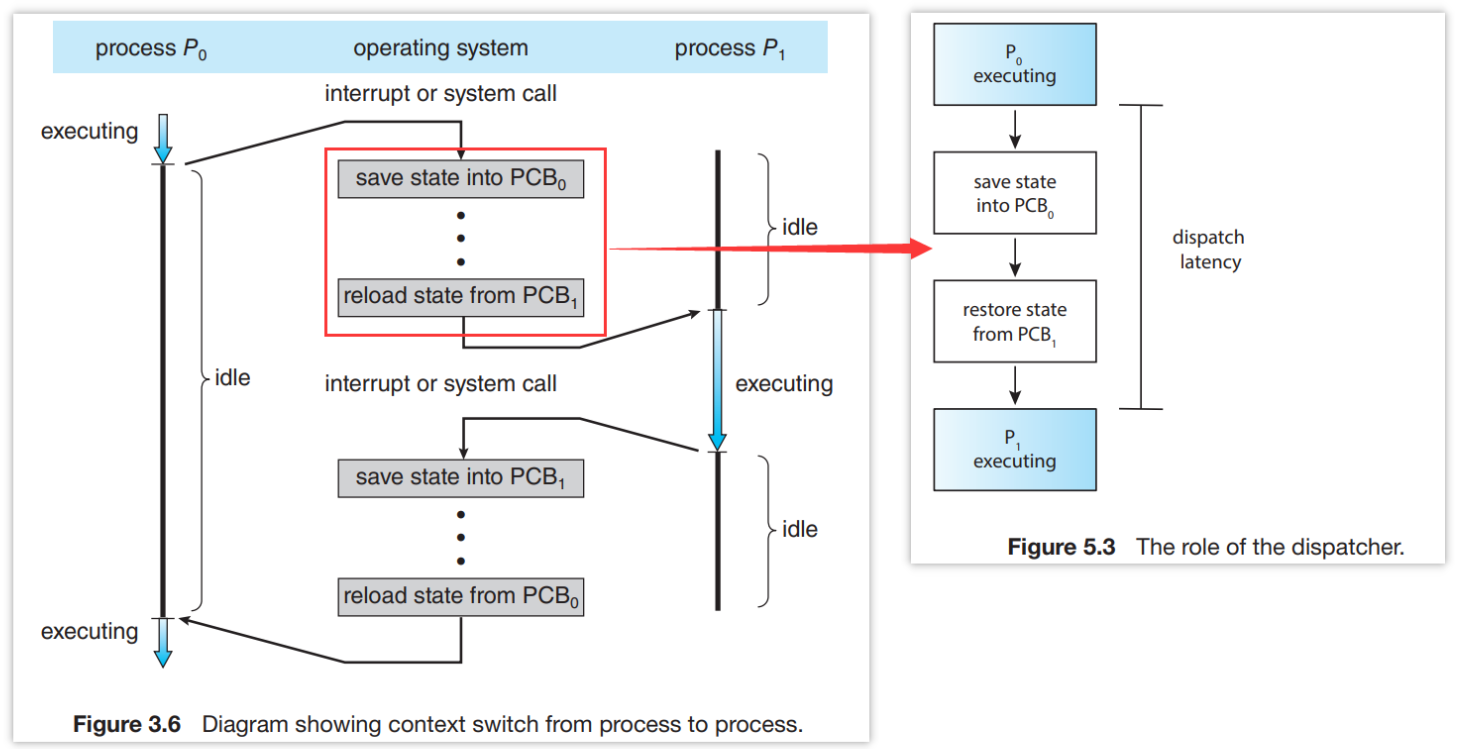 process P0
operating system
process P1
interrupt or system call
executing
save state into PCB0
idle
reload state from PCB1
idle
interrupt or system call
executing
save state into PCB1
idle
reload state from PCB0
executing
Figure 3.6 Diagram showing context switch from process to process.
P0
executing
save state
into PCB0
dispatch
latency
restore state
from PCB1
P1
executing
Figure 5.3 The role of the dispatcher.